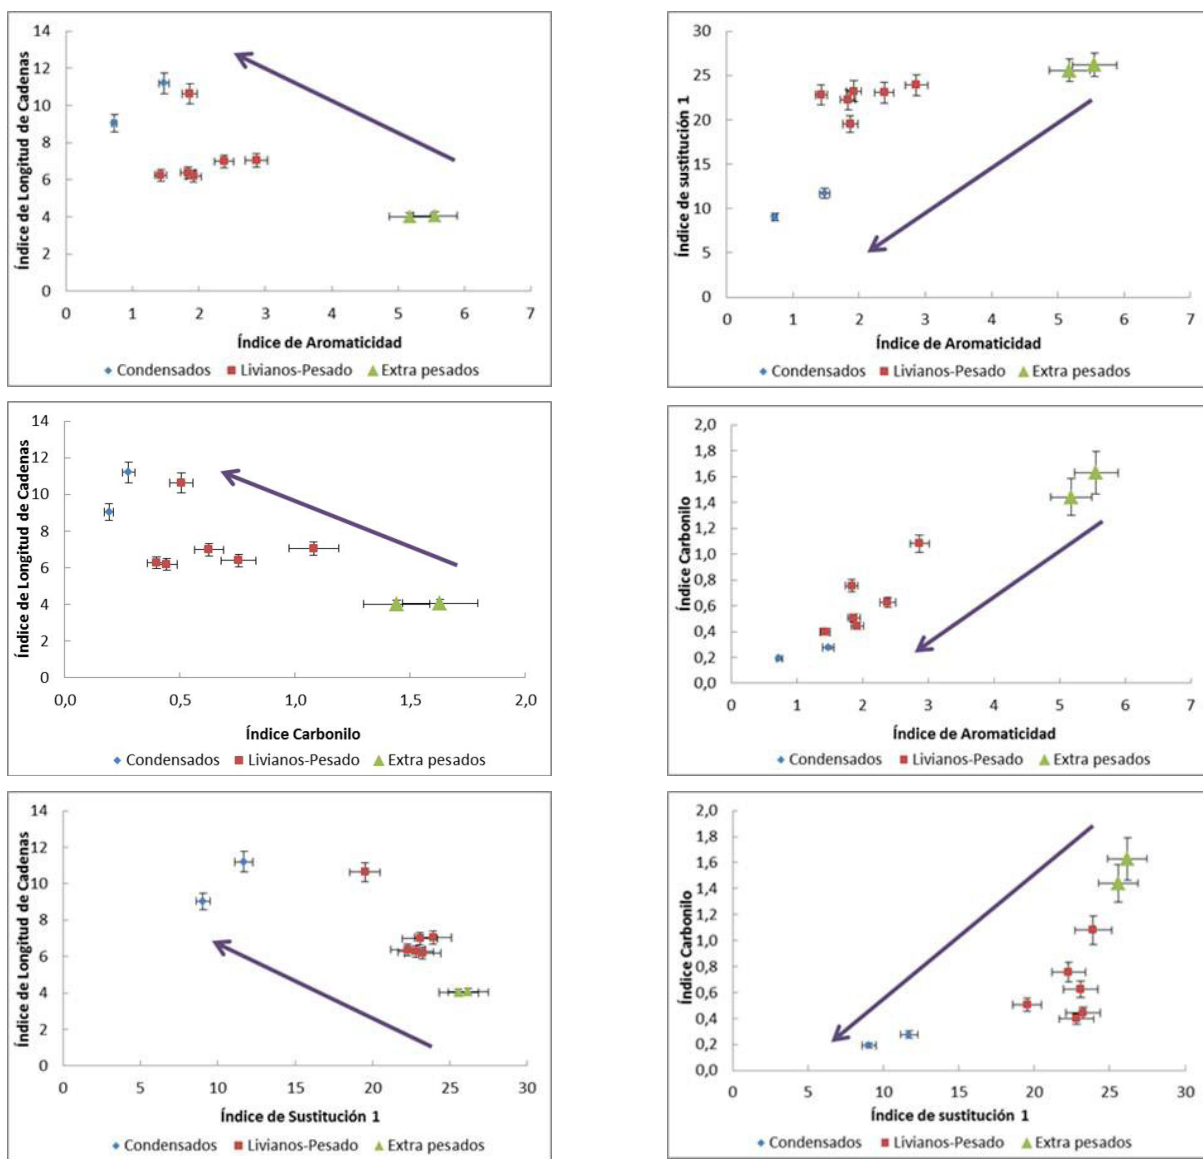 14
12
10
8
6
4
2
0
0 1 2 3 4 5 6 7
Índice de Longitud de Cadenas
Índice de Aromaticidad
Condensados Livianos-Pesado Extra pesados
30
25
20
15
10
5
0
0 1 2 3 4 5 6 7
Índice de sustitución 1
Índice de Aromaticidad
Condensados Livianos-Pesado Extra pesados
14
12
10
8
6
4
2
0
0,0 0,5 1,0 1,5 2,0
Índice de Longitud de Cadenas
Índice Carbonilo
Condensados Livianos-Pesado Extra pesados
2,0
1,8
1,6
1,4
1,2
1,0
0,8
0,6
0,4
0,2
0,0
0 1 2 3 4 5 6 7
Índice Carbonilo
Índice de Aromaticidad
Condensados Livianos-Pesado Extra pesados
14
12
10
8
6
4
2
0
0 5 10 15 20 25 30
Índice de Longitud de Cadenas
Índice de Sustitución 1
Condensados Livianos-Pesado Extra pesados
2,0
1,8
1,6
1,4
1,2
1,0
0,8
0,6
0,4
0,2
0,0
0 5 10 15 20 25 30
Índice Carbonilo
Índice de sustitución 1
Condensados Livianos-Pesado Extra pesados